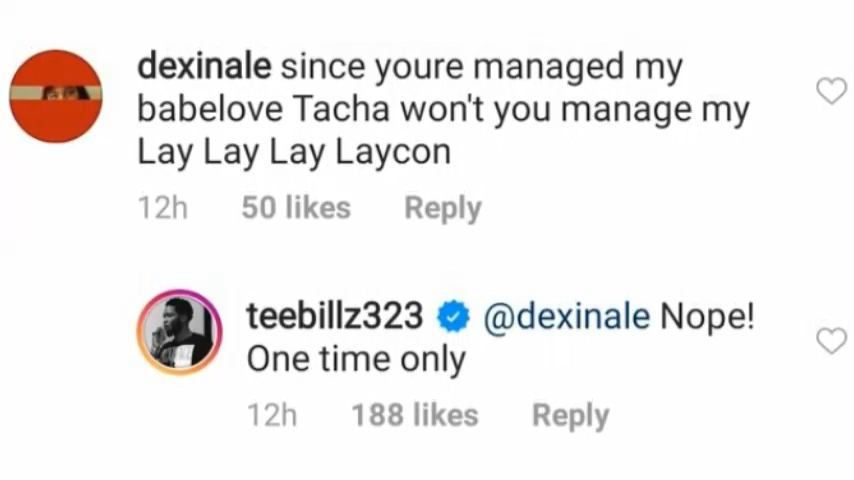 dexinale since youre managed my
babelove Tacha won't you manage my
Lay Lay Lay Laycon
12h 50 likes Reply
teebillz323 @dexinale Nope!
One time only
12h 188 likes Reply